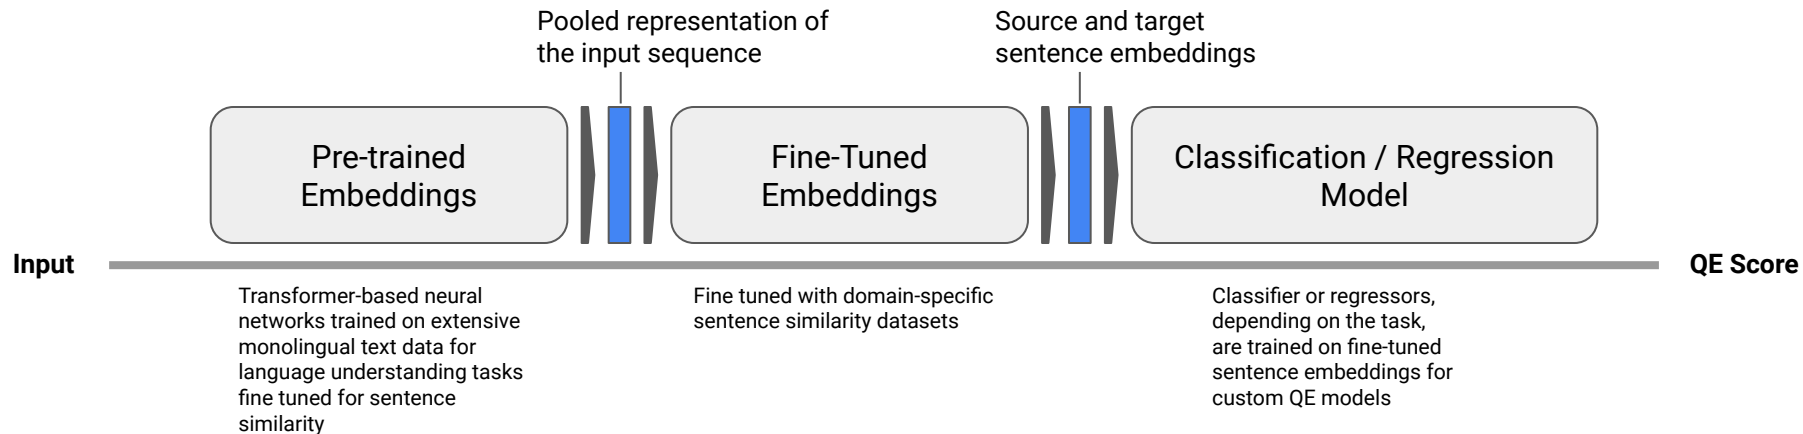 Pooled representation of
the input sequence
Source and target
sentence embeddings
Pre-trained
Embeddings
Fine-Tuned
Embeddings
Classification / Regression
Model
Input
QE Score
Transformer-based neural
networks trained on extensive
monolingual text data for
language understanding tasks
fine tuned for sentence
similarity
Fine tuned with domain-specific
sentence similarity datasets
Classifier or regressors,
depending on the task,
are trained on fine-tuned
sentence embeddings for
custom QE models